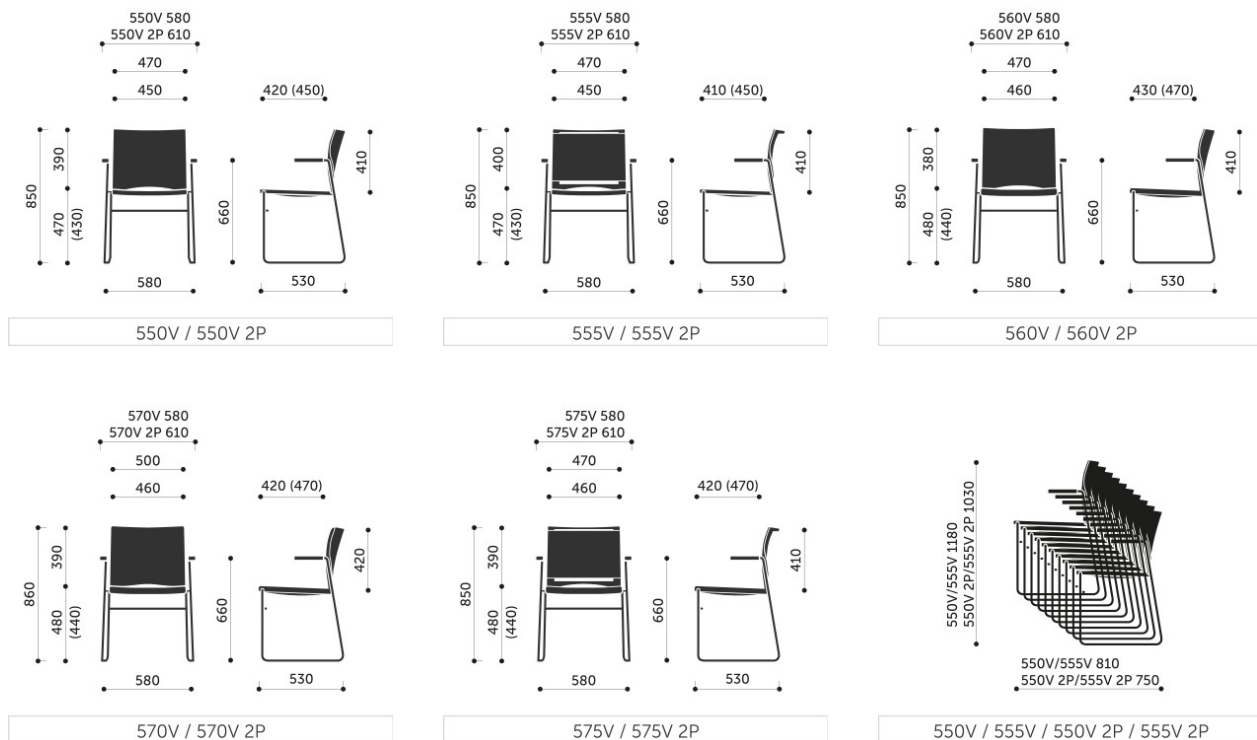 550V 580
550V 2P 610
470
450
420 (450)
850
390
470
(430)
660
410
580
530
550V / 550V 2P
555V 580
555V 2P 610
470
450
410 (450)
850
400
470
(430)
660
410
580
530
555V / 555V 2P
560V 580
560V 2P 610
470
460
430 (470)
850
380
480
(440)
660
410
580
530
560V / 560V 2P
570V 580
570V 2P 610
500
460
420 (470)
860
390
480
(440)
660
420
580
530
570V / 570V 2P
575V 580
575V 2P 610
470
460
420 (470)
850
390
480
(440)
660
410
580
530
575V / 575V 2P
550V/555V 1180
550V 2P/555V 2P 1030
550V/555V 810
550V 2P/555V 2P 750
550V / 555V / 550V 2P / 555V 2P